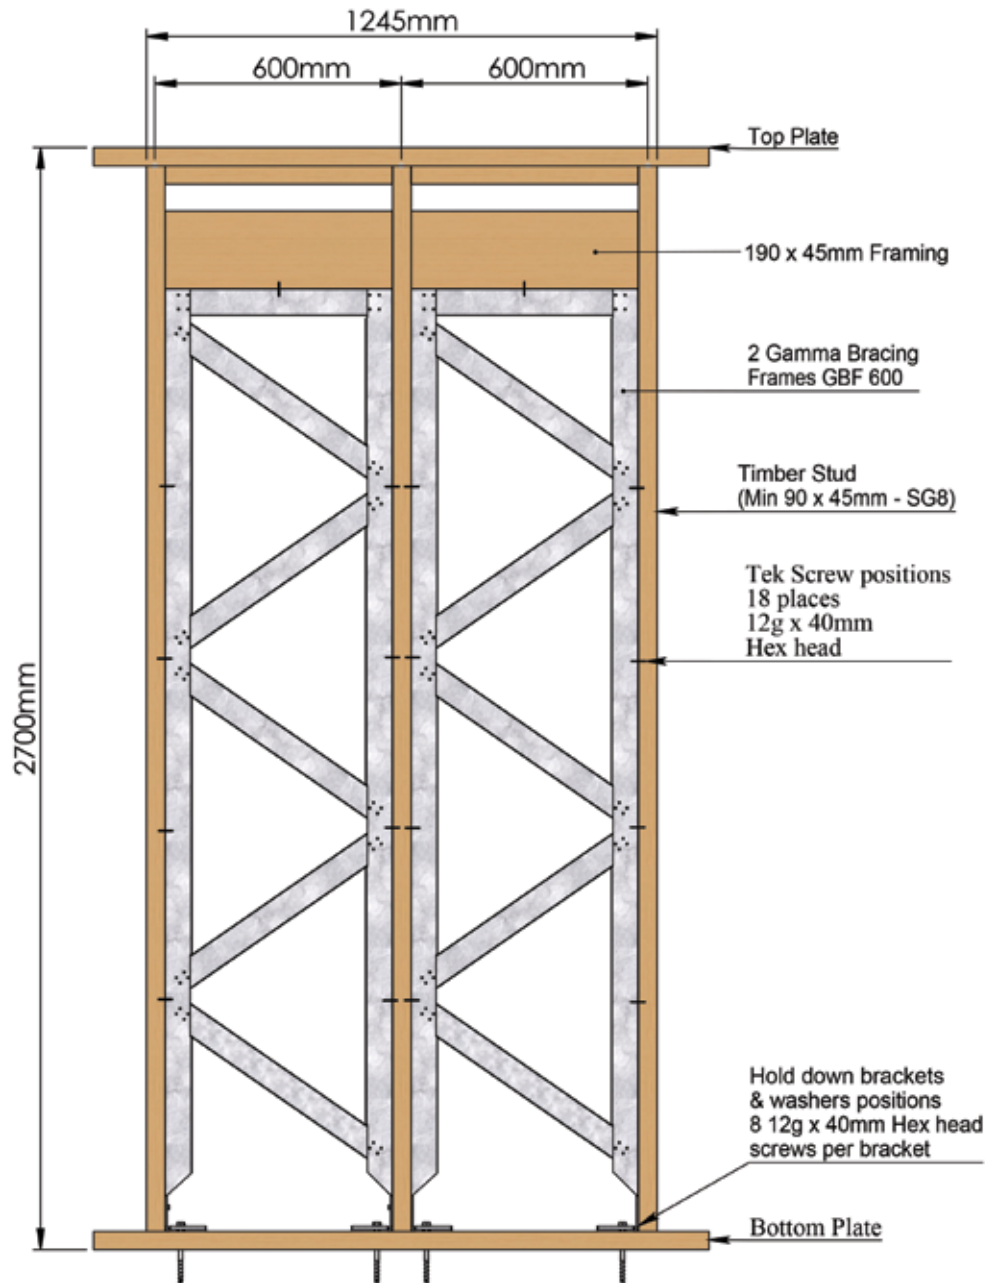 1245mm
600mm
600mm
Top Plate
190 x 45mm Framing
2 Gamma Bracing
Frames GBF 600
Timber Stud
(Min 90 x 45mm - SG8)
Tek Screw positions
18 places
12g x 40mm
Hex head
2700mm
Hold down brackets
& washers positions
8 12g x 40mm Hex head
screws per bracket
Bottom Plate